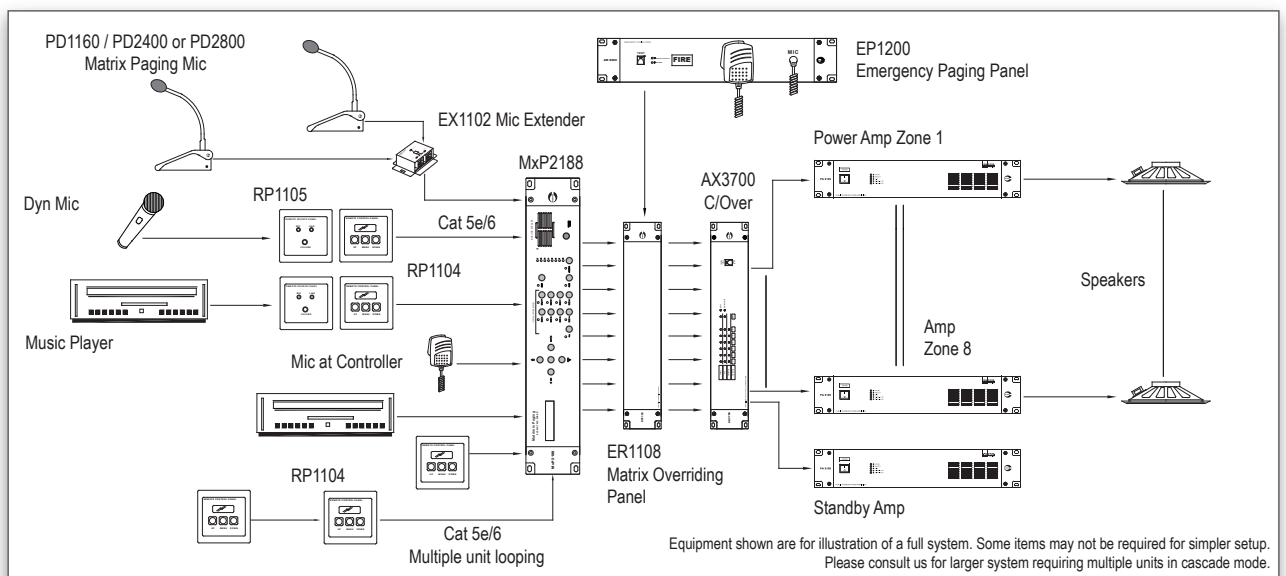 PD1160 / PD2400 or PD2800
Matrix Paging Mic
EP1200
Emergency Paging Panel
FIRE
MIC
EX1102 Mic Extender
Power Amp Zone 1
MxP2188
AX3700
C/Over
Dyn Mic
RP1105
Cat 5e/6
RP1104
Speakers
Music Player
Mic at Controller
Amp
Zone 8
ER1108
Matrix Overriding
Panel
RP1104
Standby Amp
Cat 5e/6
Multiple unit looping
Equipment shown are for illustration of a full system. Some items may not be required for simpler setup.
Please consult us for larger system requiring multiple units in cascade mode.